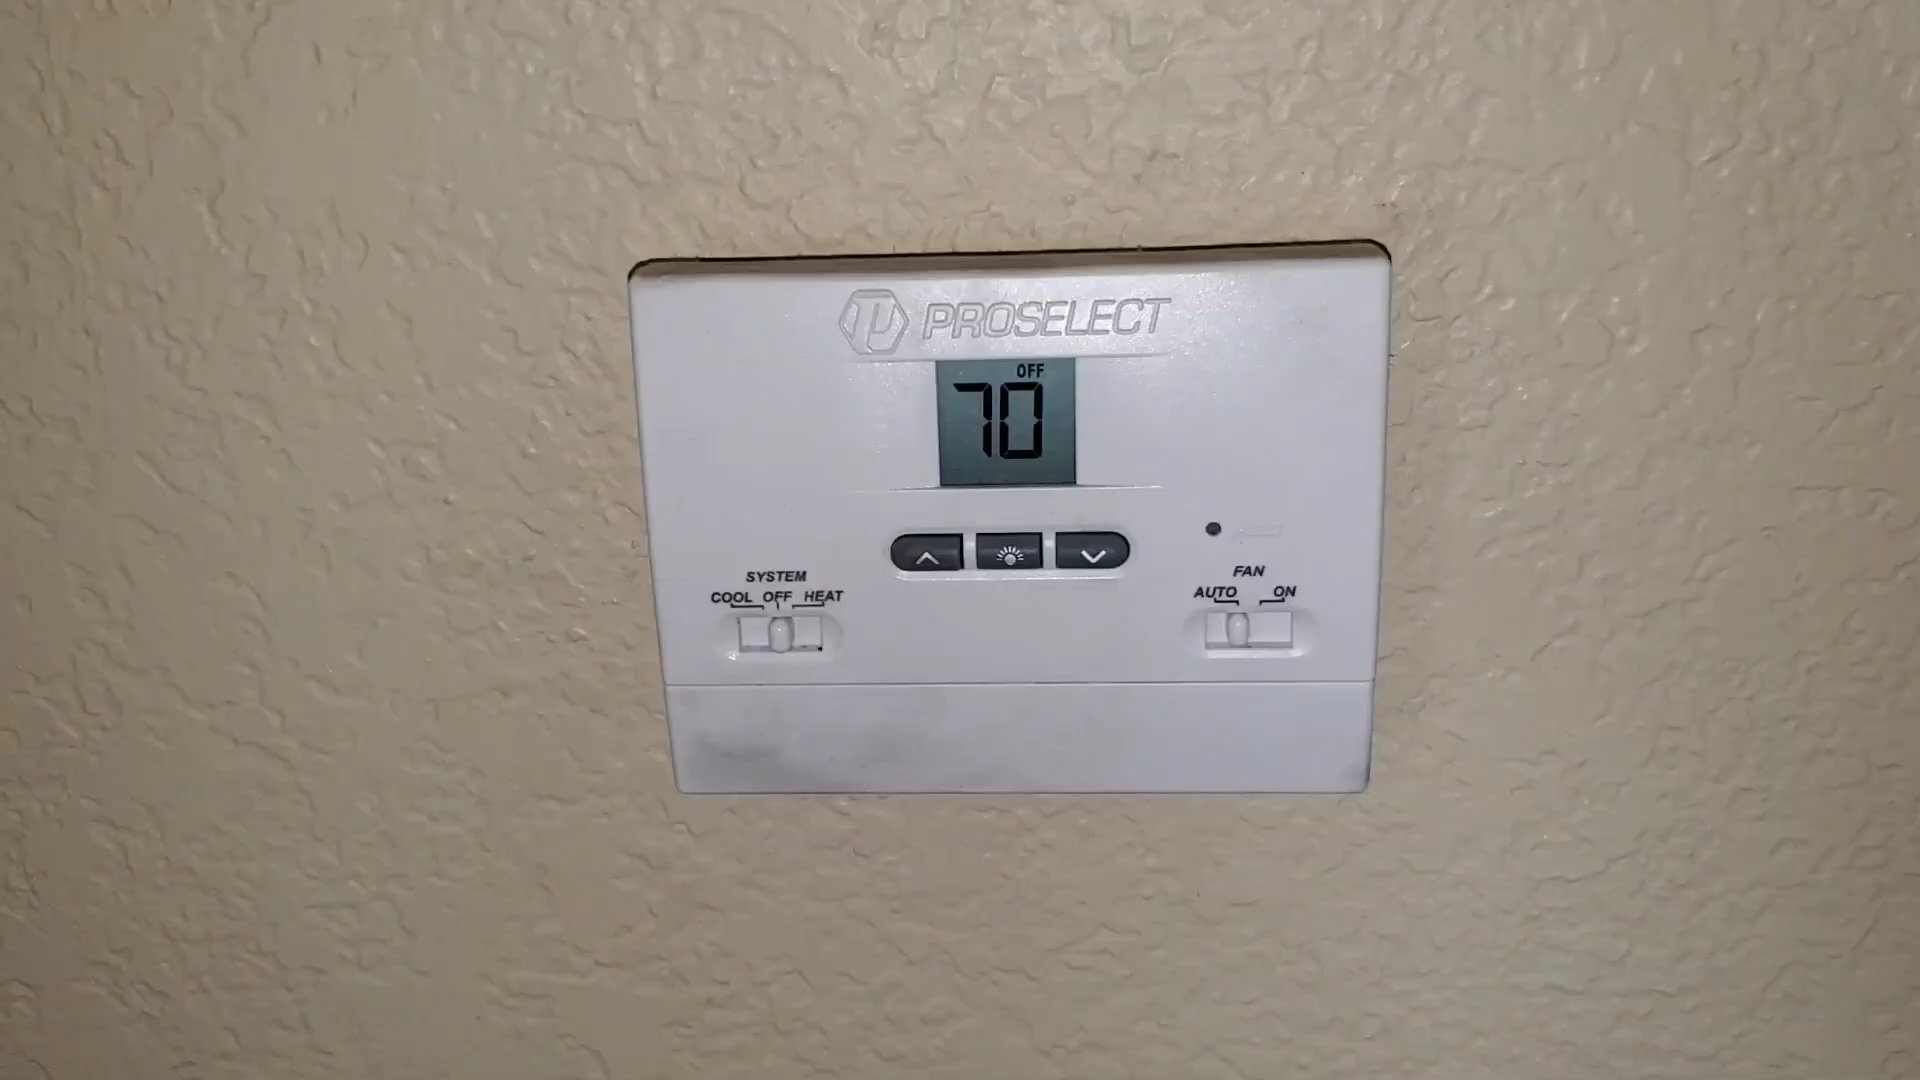 PROSELECT
OFF
70
SYSTEM
COOL OFF HEAT
FAN
AUTO ON